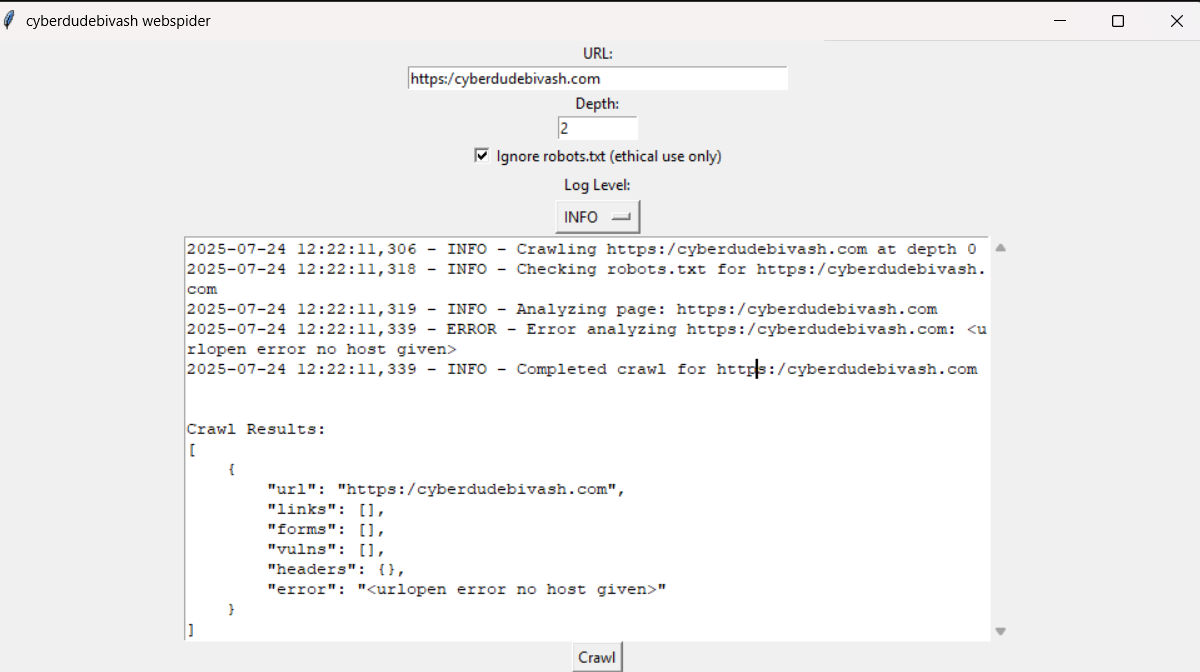 cyberdudebivash webspider
URL:
https:/cyberdudebivash.com
Depth:
2
Ignore robots.txt (ethical use only)
Log Level:
INFO
2025-07-24 12:22:11,306 - INFO - Crawling https:/cyberdudebivash.com at depth 0
2025-07-24 12:22:11,318 - INFO - Checking robots.txt for https:/cyberdudebivash.
com
2025-07-24 12:22:11,319 - INFO - Analyzing page: https:/cyberdudebivash.com
2025-07-24 12:22:11,339 - ERROR - Error analyzing https:/cyberdudebivash.com: <u
rlopen error no host given>
2025-07-24 12:22:11,339 - INFO - Completed crawl for https:/cyberdudebivash.com
Crawl Results:
[
    {
        "url": "https:/cyberdudebivash.com",
        "links": [],
        "forms": [],
        "vulns": [],
        "headers": {},
        "error": "<urlopen error no host given>"
    }
]
Crawl